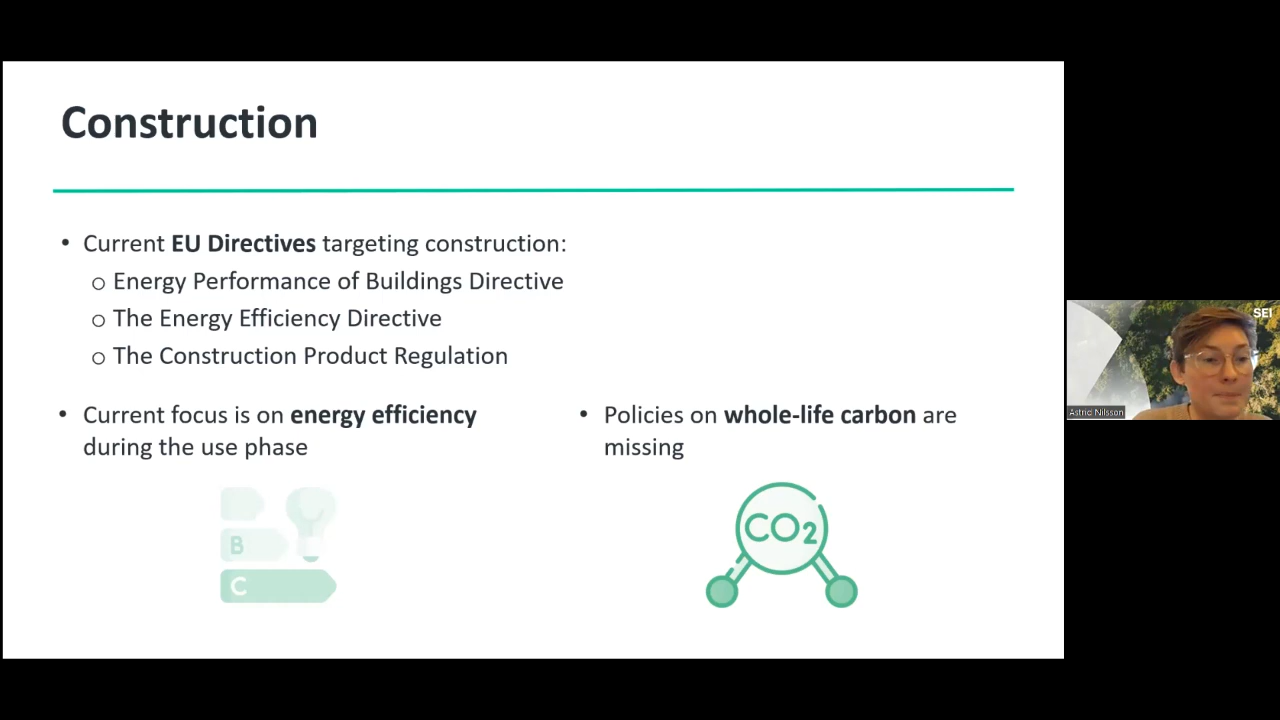 Construction
• Current EU Directives targeting construction:
o Energy Performance of Buildings Directive
o The Energy Efficiency Directive
o The Construction Product Regulation
• Current focus is on energy efficiency
during the use phase
• Policies on whole-life carbon are
missing
B
C
CO2
SEI
Astrid Nilsson